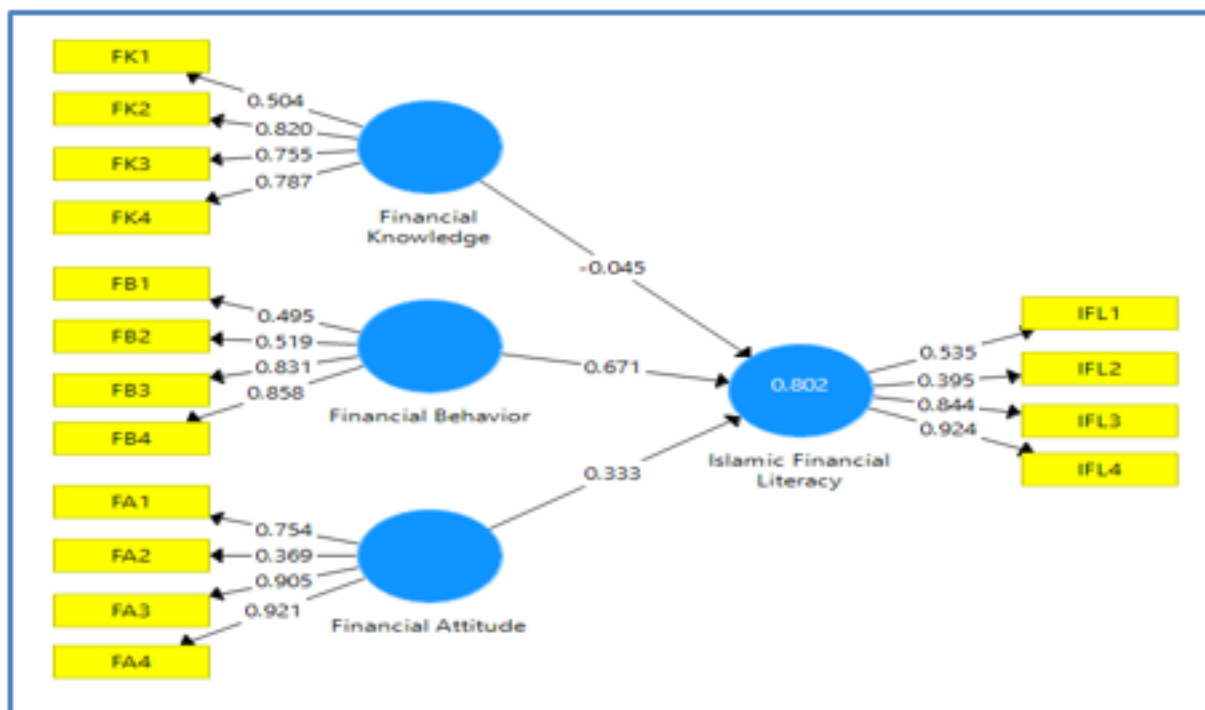 FK1
0.504
FK2
0.820
FK3
0.755
FK4
0.787
Financial
Knowledge
-0.045
FB1
0.495
FB2
0.519
FB3
0.831
FB4
0.858
Financial Behavior
0.671
FA1
0.754
FA2
0.369
FA3
0.905
FA4
0.921
Financial Attitude
0.333
0.802
Islamic Financial
Literacy
IFL1
0.535
IFL2
0.395
IFL3
0.844
IFL4
0.924